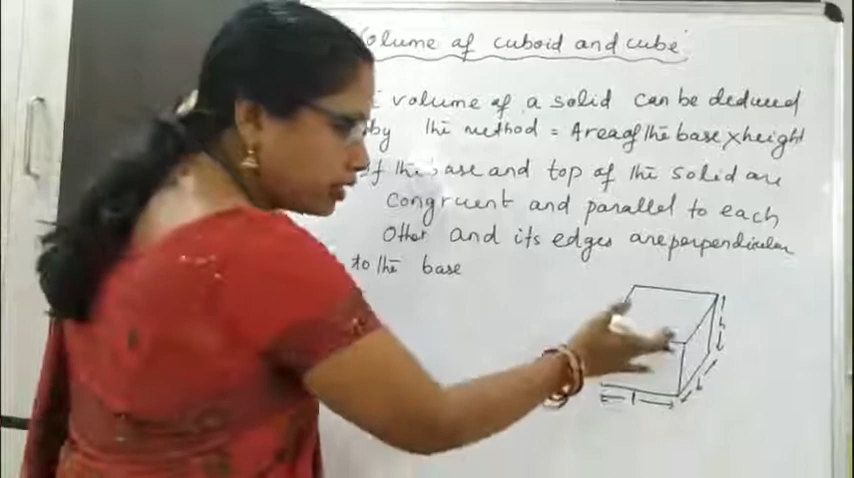 Volume of cuboid and cube
volume of a solid can be deduced
by the method = Area of the base x height
If the base and top of the solid are
congruent and parallel to each
other and its edges are perpendicular
to the base
h
b
l